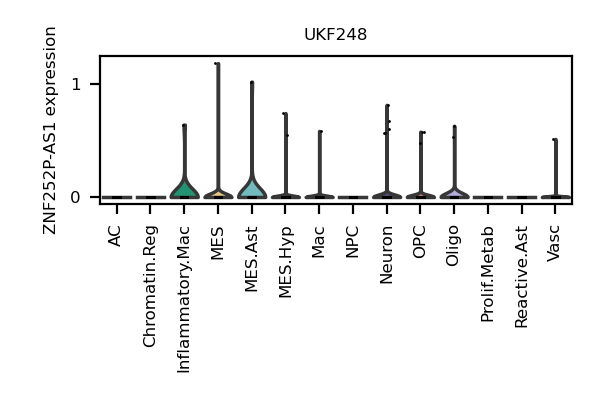 UKF248
ZNF252P-AS1 expression
1
0
AC
Chromatin.Reg
Inflammatory.Mac
MES
MES.Ast
MES.Hyp
Mac
NPC
Neuron
OPC
Oligo
Prolif.Metab
Reactive.Ast
Vasc